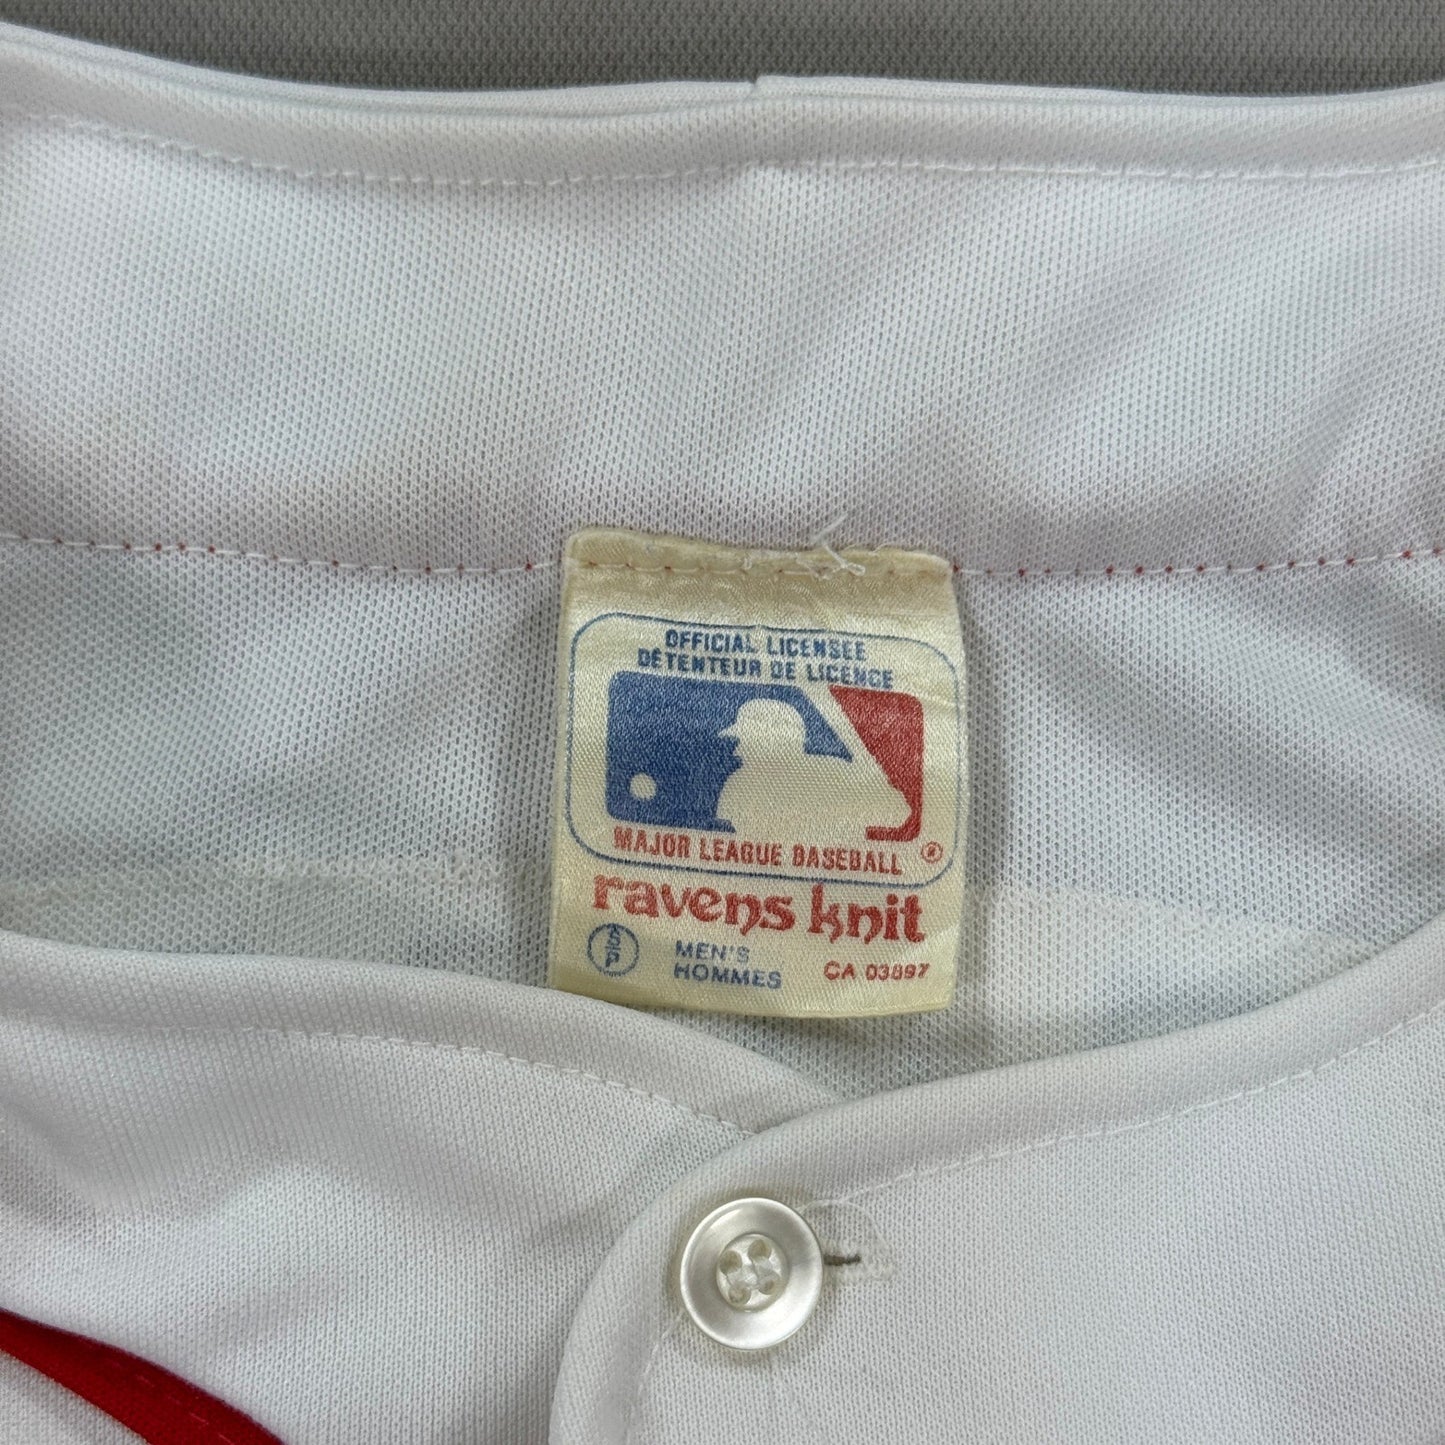 OFFICIAL LICENSEE
DÉTENTEUR DE LICENCE
MAJOR LEAGUE BASEBALL ®
ravens knit
S/P MEN'S
HOMMES CA 03897